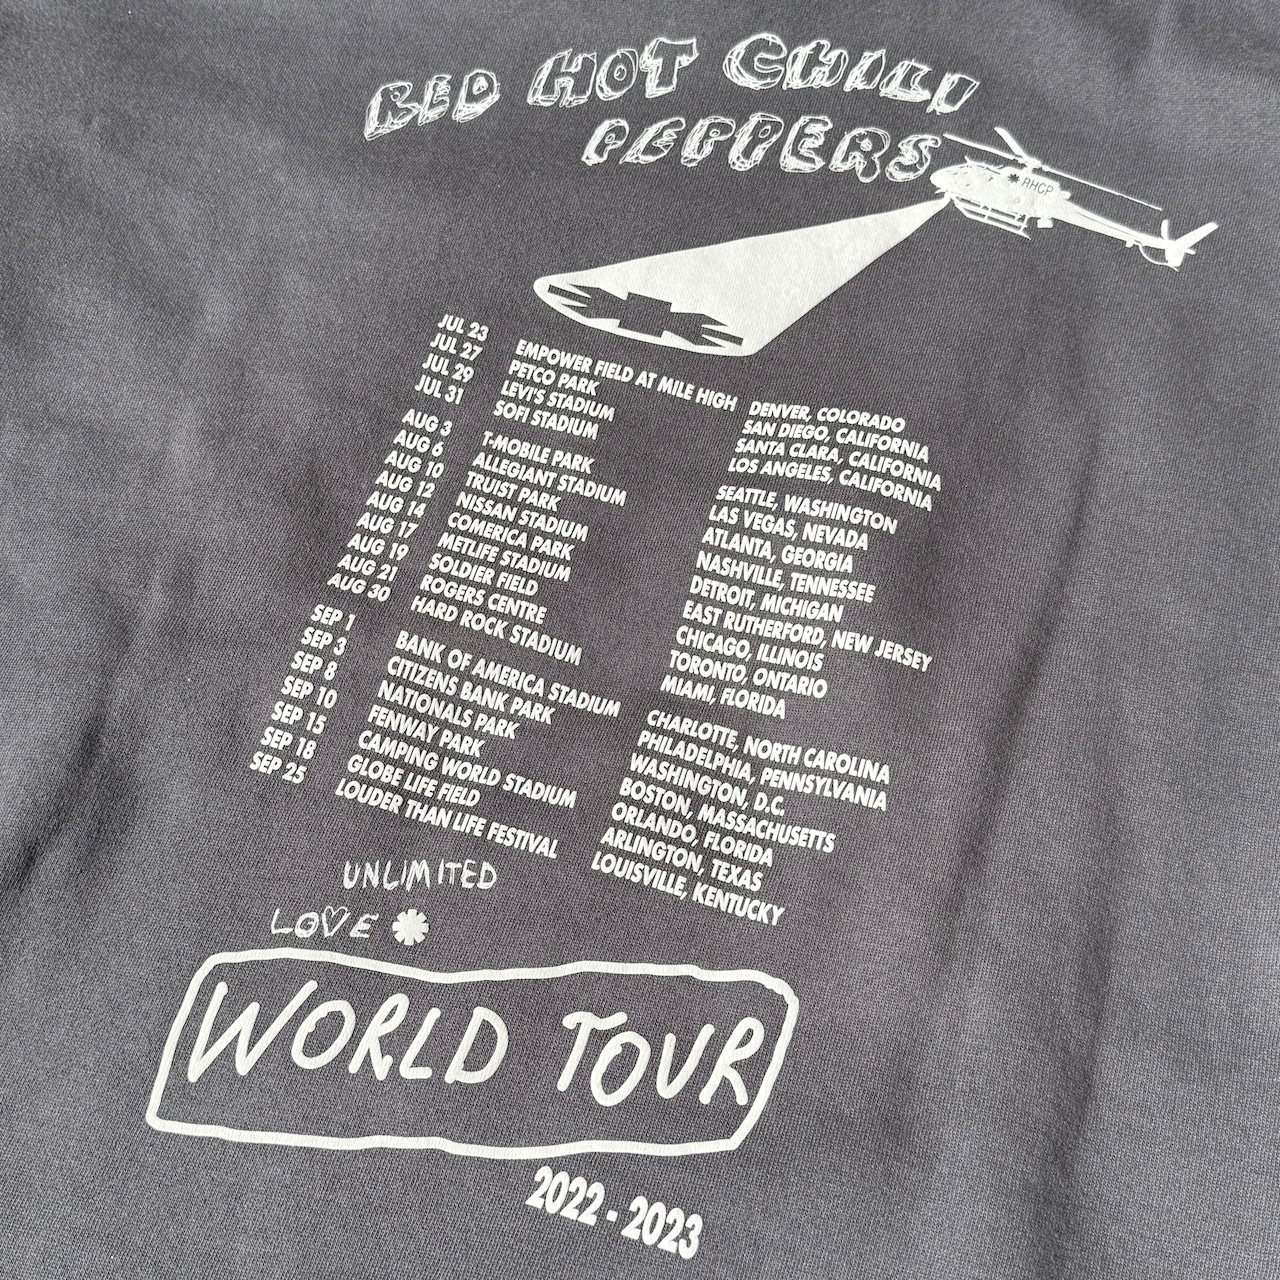 RED HOT CHILI
PEPPERS
RHCP
JUL 23 EMPOWER FIELD AT MILE HIGH DENVER, COLORADO
JUL 27 PETCO PARK SAN DIEGO, CALIFORNIA
JUL 29 LEVI'S STADIUM SANTA CLARA, CALIFORNIA
JUL 31 SOFI STADIUM LOS ANGELES, CALIFORNIA
AUG 3 T-MOBILE PARK SEATTLE, WASHINGTON
AUG 6 ALLEGIANT STADIUM LAS VEGAS, NEVADA
AUG 10 TRUIST PARK ATLANTA, GEORGIA
AUG 12 NISSAN STADIUM NASHVILLE, TENNESSEE
AUG 14 COMERICA PARK DETROIT, MICHIGAN
AUG 17 METLIFE STADIUM EAST RUTHERFORD, NEW JERSEY
AUG 19 SOLDIER FIELD CHICAGO, ILLINOIS
AUG 21 ROGERS CENTRE TORONTO, ONTARIO
AUG 30 HARD ROCK STADIUM MIAMI, FLORIDA
SEP 1 BANK OF AMERICA STADIUM CHARLOTTE, NORTH CAROLINA
SEP 3 CITIZENS BANK PARK PHILADELPHIA, PENNSYLVANIA
SEP 8 NATIONALS PARK WASHINGTON, D.C.
SEP 10 FENWAY PARK BOSTON, MASSACHUSETTS
SEP 15 CAMPING WORLD STADIUM ORLANDO, FLORIDA
SEP 18 GLOBE LIFE FIELD ARLINGTON, TEXAS
SEP 25 LOUDER THAN LIFE FESTIVAL LOUISVILLE, KENTUCKY
UNLIMITED
LOVE
WORLD TOUR
2022 - 2023